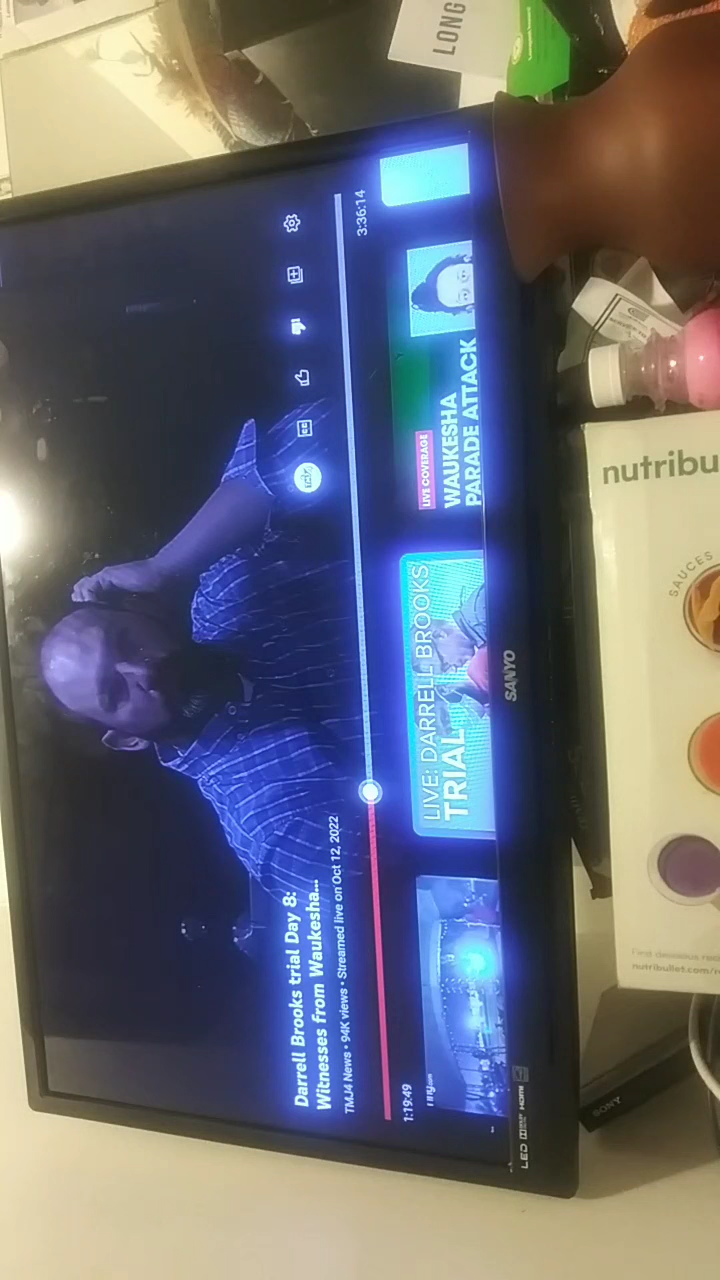 Darrell Brooks trial Day 8:
Witnesses from Waukesha...
TMJ4 News • 94K views • Streamed live on Oct 12, 2022
1:19:49
3:36:14
LIVE: DARRELL BROOKS
TRIAL
LIVE COVERAGE
WAUKESHA
PARADE ATTACK
SANYO
LED
HDMI
SONY
LONG
nutribu
SAUCES
nutribullet.com/r